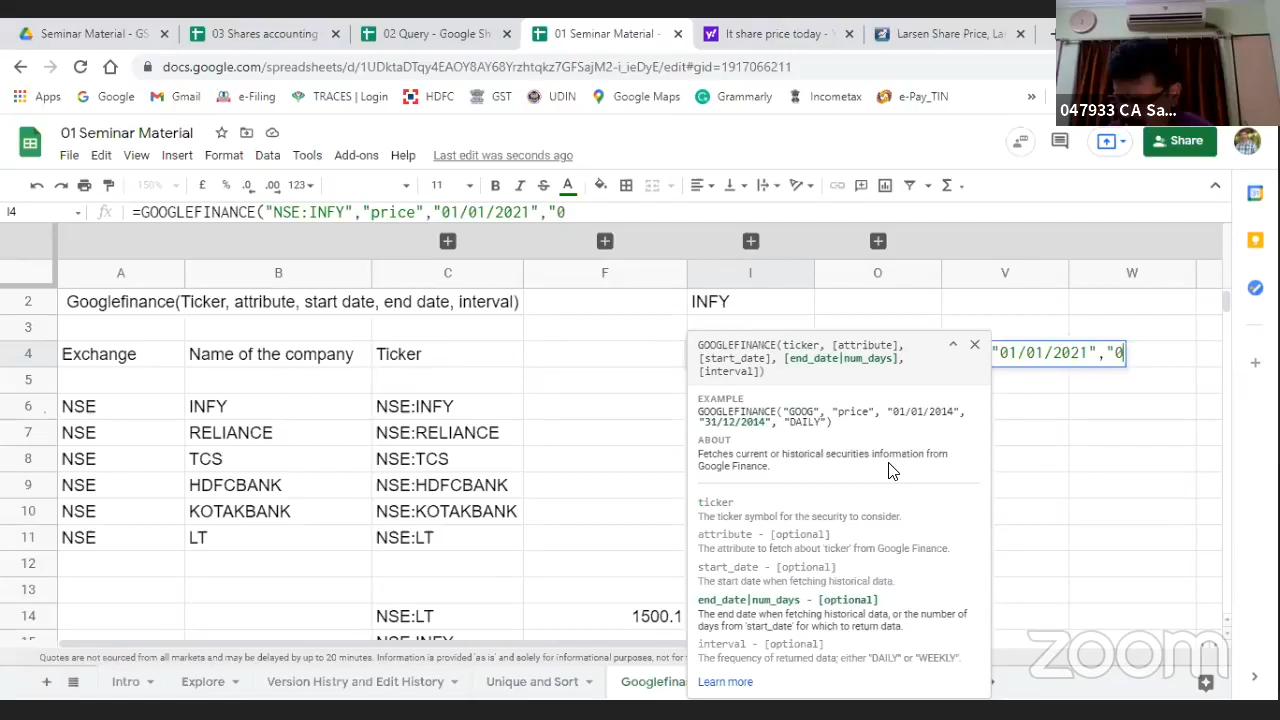 Seminar Material - GS
03 Shares accounting
02 Query - Google Sh
01 Seminar Material -
It share price today - Y
Larsen Share Price, La
docs.google.com/spreadsheets/d/1UDktaDTqy4EAOY8AY68Yrzhtqkz7GFSajM2-i_ieDyE/edit#gid=1917066211
Apps Google Gmail e-Filing TRACES | Login HDFC GST UDIN Google Maps Grammarly Incometax e-Pay_TIN »
047933 CA Sa...
01 Seminar Material
File Edit View Insert Format Data Tools Add-ons Help Last edit was seconds ago
Share
150% £ % .0 .00 123 11 B I S A Σ
I4 fx =GOOGLEFINANCE("NSE:INFY","price","01/01/2021","0
A B C F I O V W
2 Googlefinance(Ticker, attribute, start date, end date, interval) INFY
3
4 Exchange Name of the company Ticker "01/01/2021","0
5
6 NSE INFY NSE:INFY
7 NSE RELIANCE NSE:RELIANCE
8 NSE TCS NSE:TCS
9 NSE HDFCBANK NSE:HDFCBANK
10 NSE KOTAKBANK NSE:KOTAKBANK
11 NSE LT NSE:LT
12
13
14 NSE:LT 1500.1
GOOGLEFINANCE(ticker, [attribute],
[start_date], [end_date|num_days],
[interval])
EXAMPLE
GOOGLEFINANCE("GOOG", "price", "01/01/2014",
"31/12/2014", "DAILY")
ABOUT
Fetches current or historical securities information from
Google Finance.
ticker
The ticker symbol for the security to consider.
attribute - [optional]
The attribute to fetch about 'ticker' from Google Finance.
start_date - [optional]
The start date when fetching historical data.
end_date|num_days - [optional]
The end date when fetching historical data, or the number of
days from 'start_date' for which to return data.
interval - [optional]
The frequency of returned data; either "DAILY" or "WEEKLY".
Learn more
Quotes are not sourced from all markets and may be delayed by up to 20 minutes. Information is provided 'as is' and solely for informational purposes, not for
Intro Explore Version Histry and Edit History Unique and Sort Googlefina
zoom